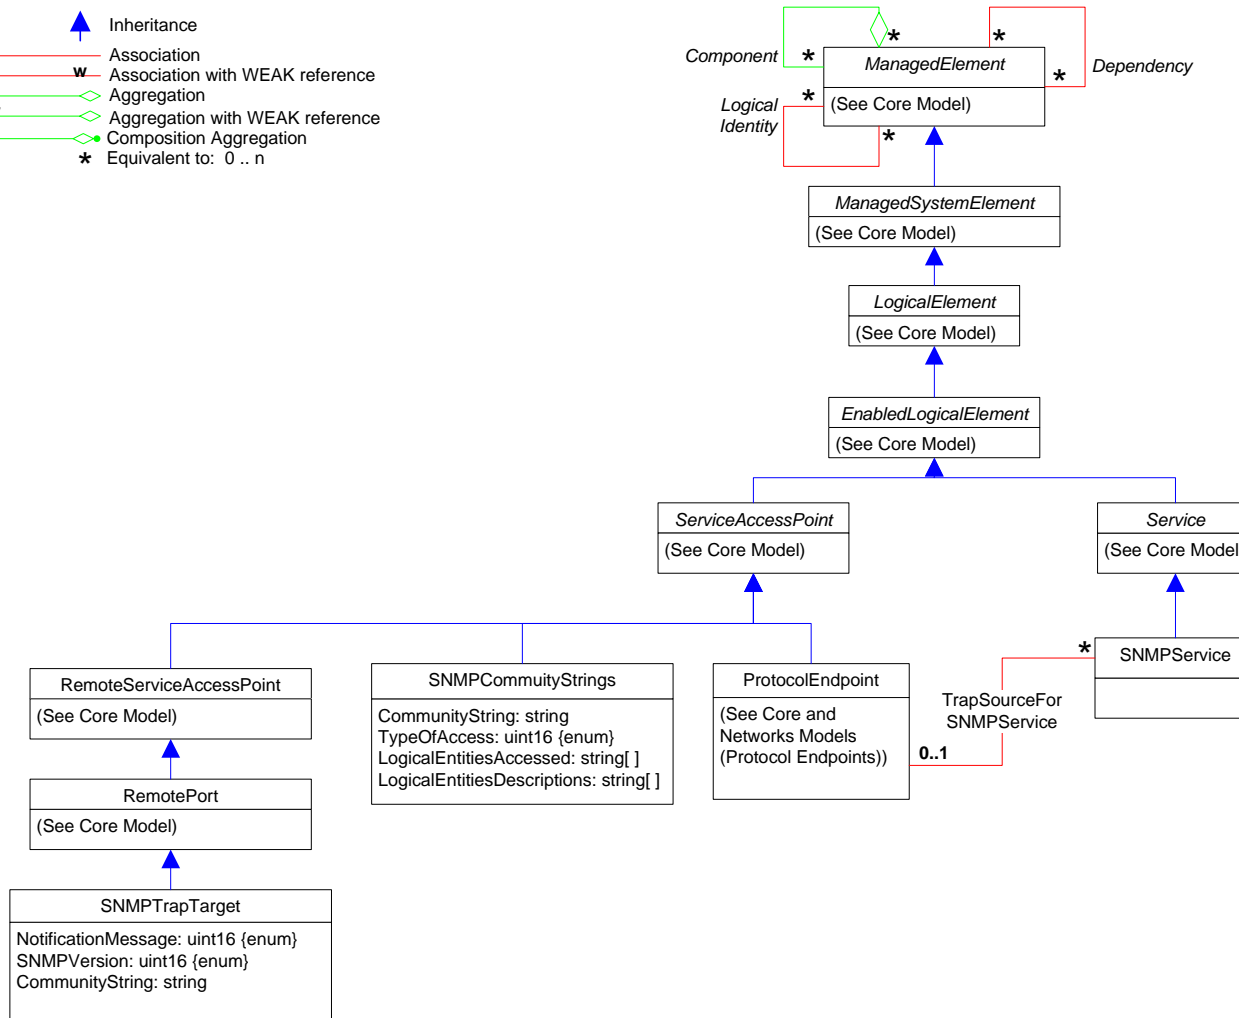 Inheritance
Association
w
Association with WEAK reference
Aggregation
Aggregation with WEAK reference
Composition Aggregation
* Equivalent to: 0 .. n
Component
*
*
*
ManagedElement
Dependency
*
(See Core Model)
Logical
Identity
*
*
ManagedSystemElement
(See Core Model)
LogicalElement
(See Core Model)
EnabledLogicalElement
(See Core Model)
ServiceAccessPoint
(See Core Model)
Service
(See Core Model
RemoteServiceAccessPoint
(See Core Model)
SNMPCommuityStrings
CommunityString: string
TypeOfAccess: uint16 {enum}
LogicalEntitiesAccessed: string[ ]
LogicalEntitiesDescriptions: string[ ]
ProtocolEndpoint
(See Core and
Networks Models
(Protocol Endpoints))
0..1
TrapSourceFor
SNMPService
*
SNMPService
RemotePort
(See Core Model)
SNMPTrapTarget
NotificationMessage: uint16 {enum}
SNMPVersion: uint16 {enum}
CommunityString: string